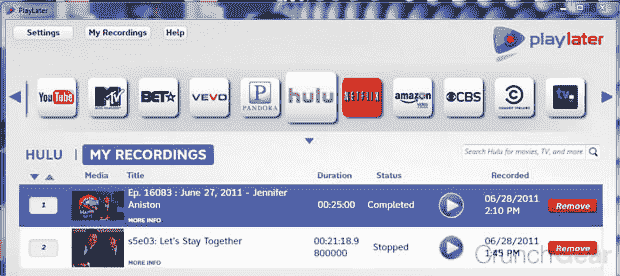 PlayLater
Settings
My Recordings
Help
playlater
You Tube
MTV
BET
vevo
PANDORA
hulu
NETFLIX
amazon
CBS
tv
HULU | MY RECORDINGS
Search Hulu for movies, TV, and more
Media Title Duration Status Recorded
1 Ep. 16083 : June 27, 2011 - Jennifer
Aniston
MORE INFO
00:25:00 Completed
06/28/2011
2:10 PM
Remove
2 s5e03: Let's Stay Together
MORE INFO
00:21:18.9
800000
Stopped
06/28/2011
1:45 PM
Remove
CrunchGear